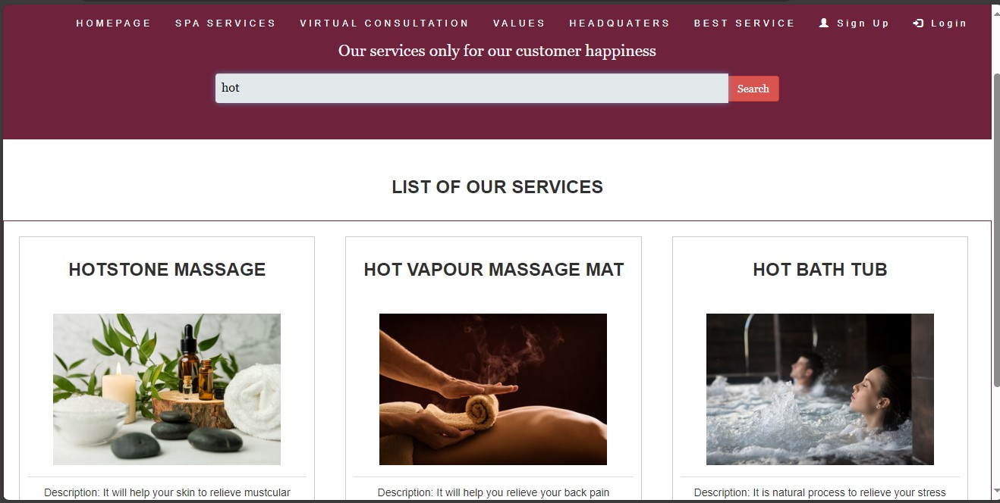 HOMEPAGE SPA SERVICES VIRTUAL CONSULTATION VALUES HEADQUATERS BEST SERVICE Sign Up Login
Our services only for our customer happiness
hot Search
LIST OF OUR SERVICES
HOTSTONE MASSAGE HOT VAPOUR MASSAGE MAT HOT BATH TUB
Description: It will help your skin to relieve mustcular Description: It will help you relieve your back pain Description: It is natural process to relieve your stress